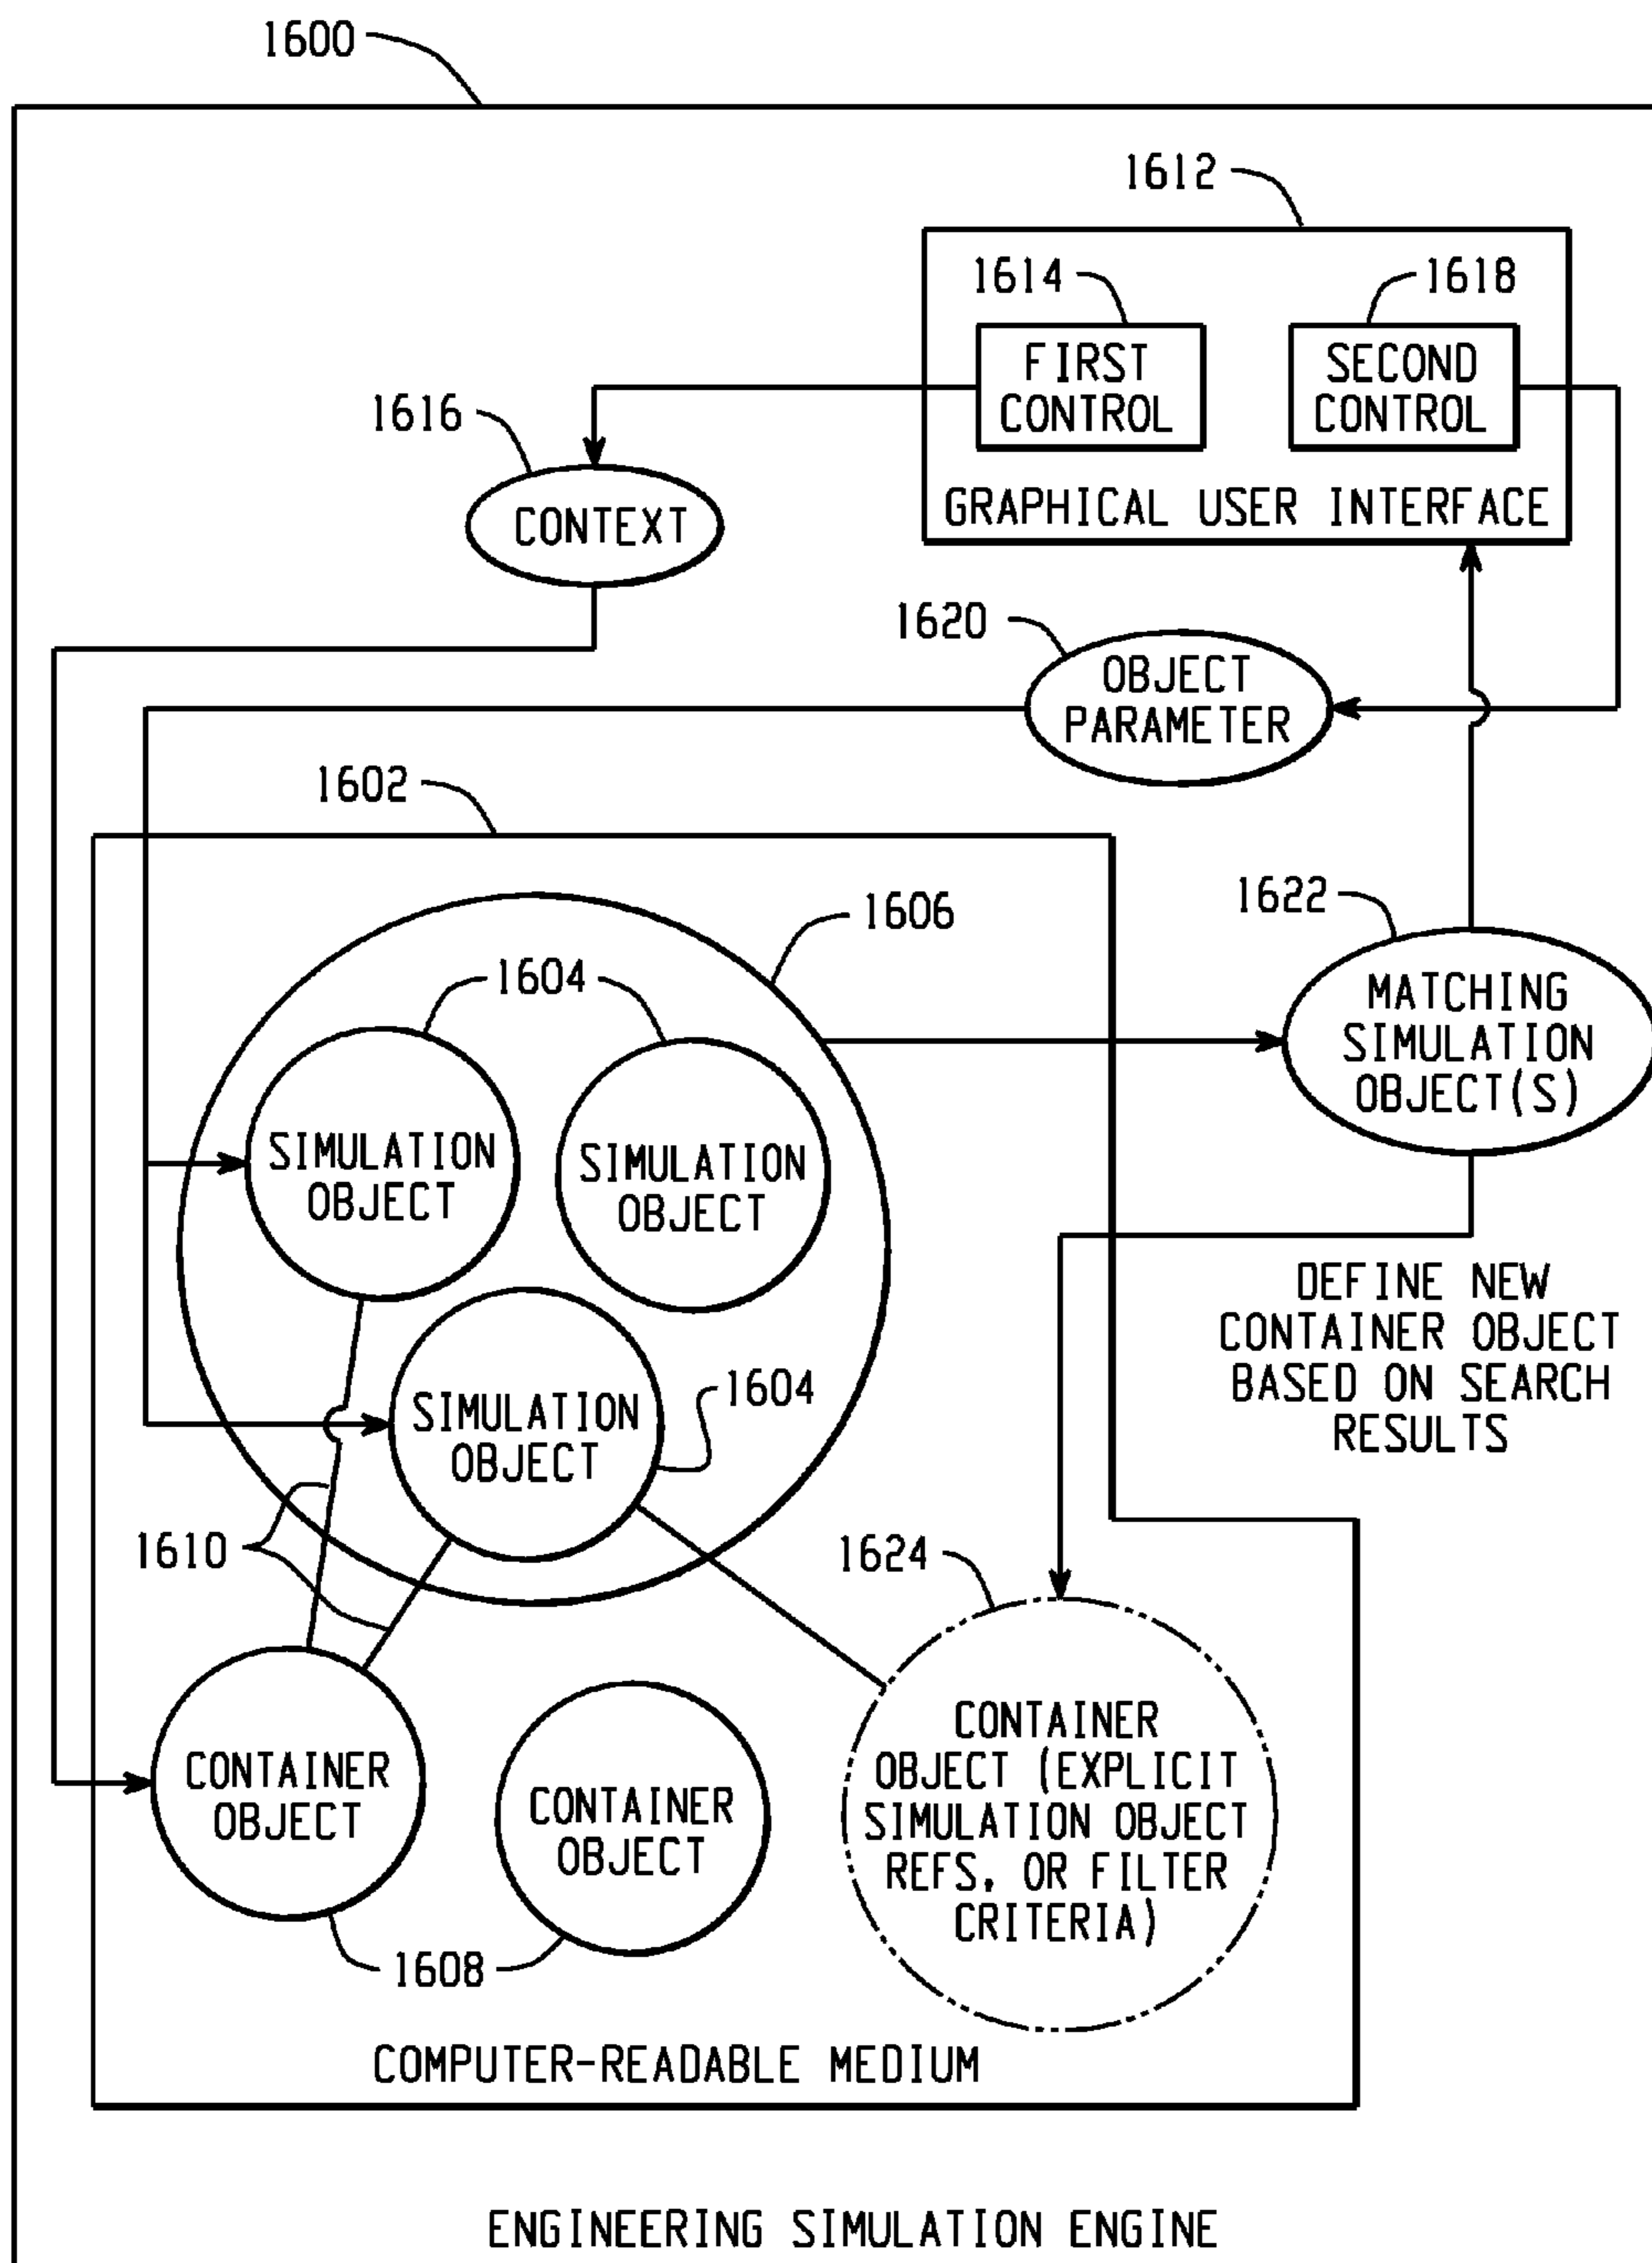 1600
1612
1614
1618
FIRST
CONTROL
SECOND
CONTROL
GRAPHICAL USER INTERFACE
1616
CONTEXT
1620
OBJECT
PARAMETER
1602
1606
1622
1604
MATCHING
SIMULATION
OBJECT(S)
SIMULATION
OBJECT
SIMULATION
OBJECT
DEFINE NEW
CONTAINER OBJECT
BASED ON SEARCH
RESULTS
1604
SIMULATION
OBJECT
1610
1624
CONTAINER
OBJECT
CONTAINER
OBJECT
CONTAINER
OBJECT (EXPLICIT
SIMULATION OBJECT
REFS, OR FILTER
CRITERIA)
1608
COMPUTER-READABLE MEDIUM
ENGINEERING SIMULATION ENGINE